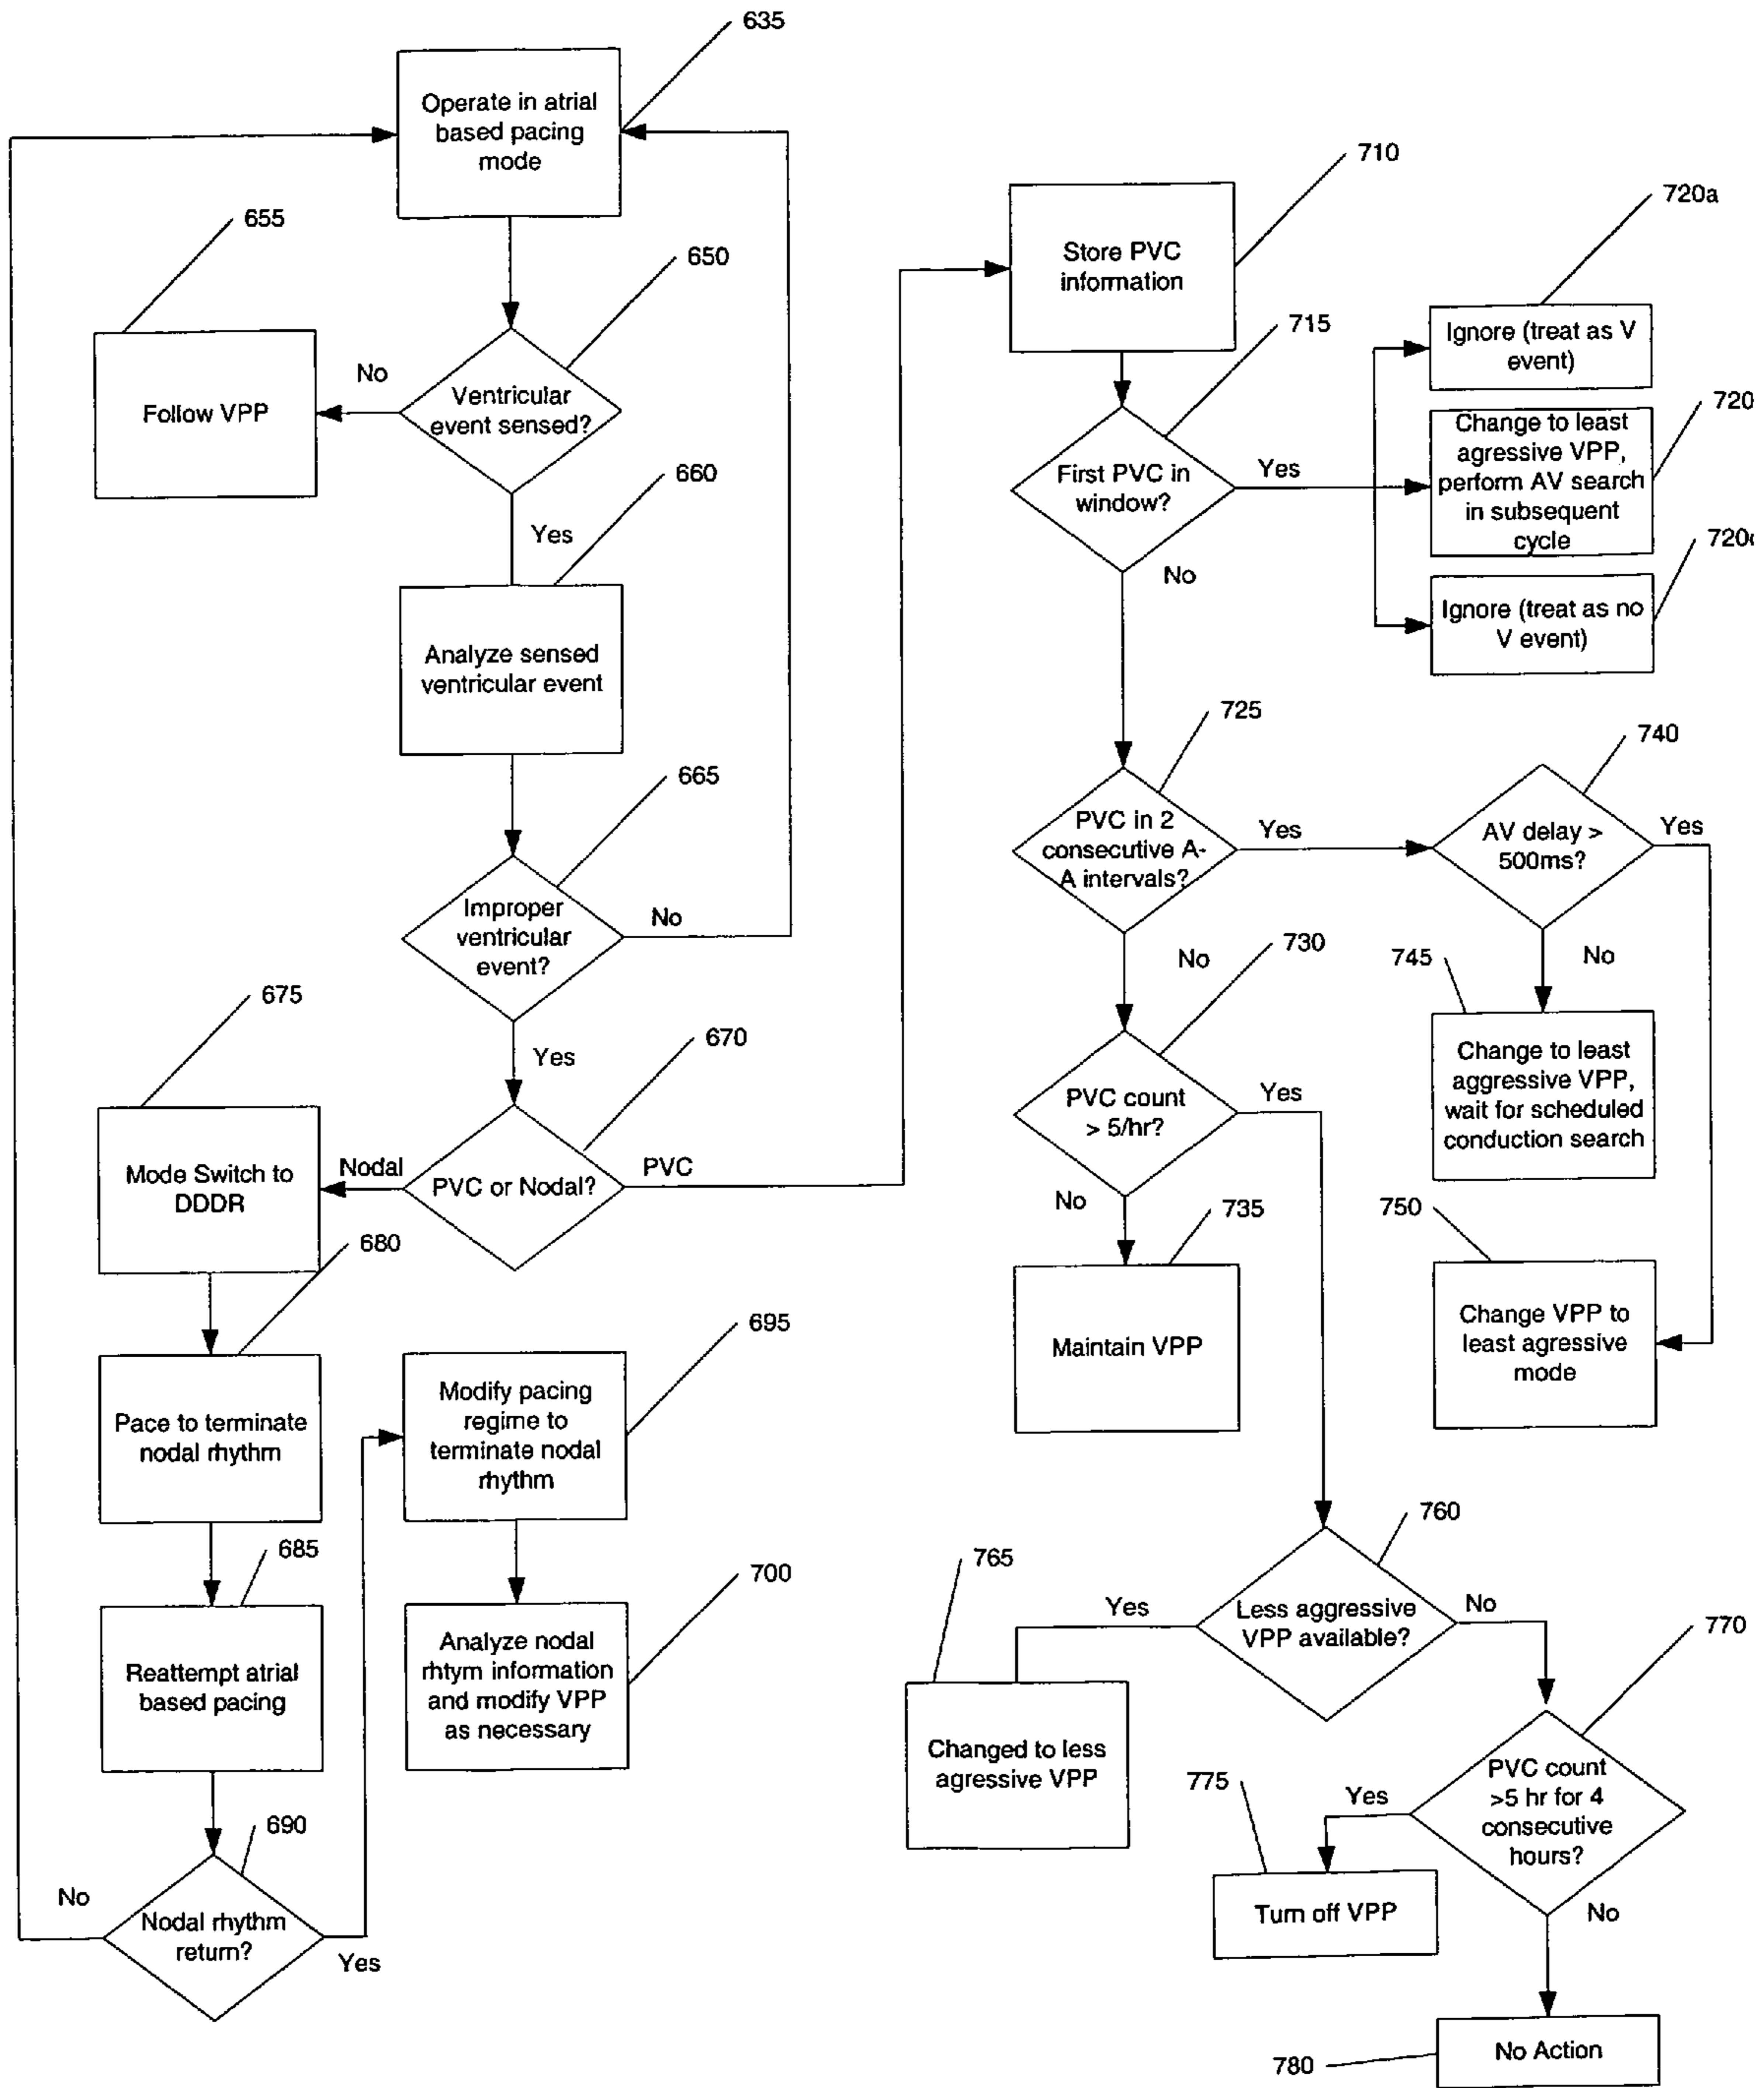 635
Operate in atrial
based pacing
mode
655
650
No
Follow VPP
Ventricular
event sensed?
660
Yes
Analyze sensed
ventricular event
665
Improper
ventricular
event?
No
675
Yes
670
Mode Switch to
DDDR
Nodal
PVC or Nodal?
PVC
680
695
Pace to terminate
nodal rhythm
Modify pacing
regime to
terminate nodal
rhythm
685
700
Reattempt atrial
based pacing
Analyze nodal
rhtym information
and modify VPP
as necessary
690
No
Nodal rhythm
return?
Yes
710
Store PVC
information
720a
715
Ignore (treat as V
event)
First PVC in
window?
Yes
720
Change to least
agressive VPP,
perform AV search
in subsequent
cycle
No
Ignore (treat as no
V event)
725
740
PVC in 2
consecutive A-
A intervals?
Yes
AV delay >
500ms?
Yes
No
730
745
No
PVC count
> 5/hr?
Yes
Change to least
aggressive VPP,
wait for scheduled
conduction search
No
735
750
Maintain VPP
Change VPP to
least agressive
mode
760
765
Yes
Less aggressive
VPP available?
No
770
Changed to less
agressive VPP
775
Yes
PVC count
>5 hr for 4
consecutive
hours?
Turn off VPP
No
780
No Action